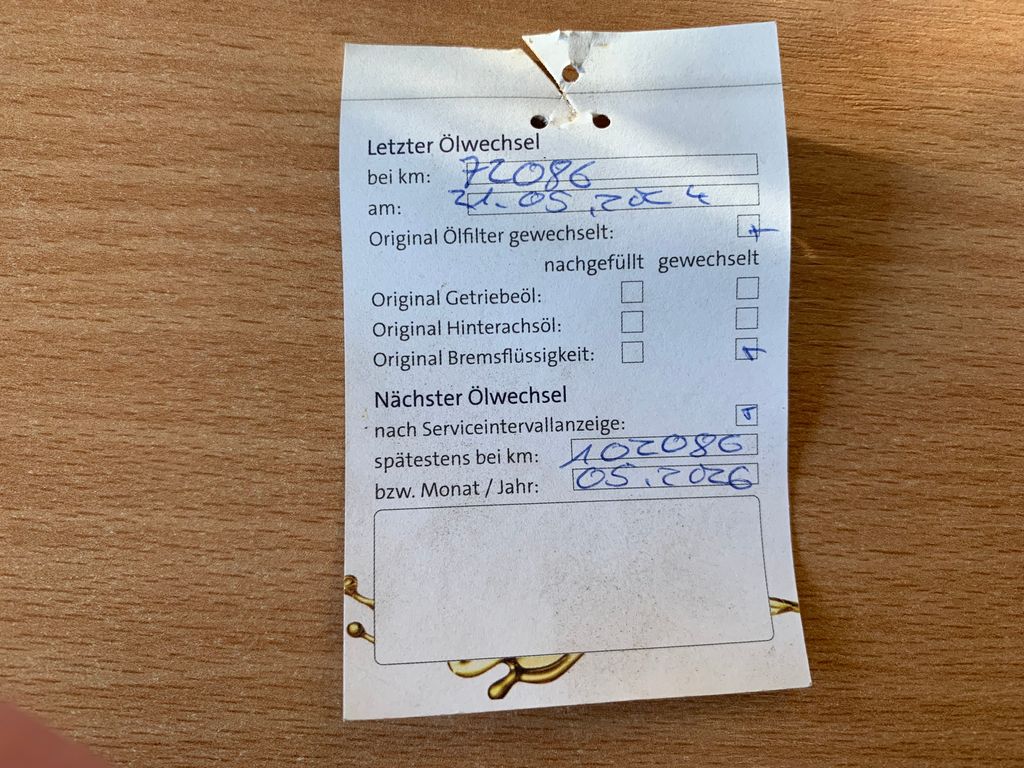 Letzter Ölwechsel
bei km: 72086
am: 21.05.2024
Original Ölfilter gewechselt:
nachgefüllt gewechselt
Original Getriebeöl:
Original Hinterachsöl:
Original Bremsflüssigkeit:
Nächster Ölwechsel
nach Serviceintervallanzeige:
spätestens bei km: 102086
bzw. Monat / Jahr: 05.2026